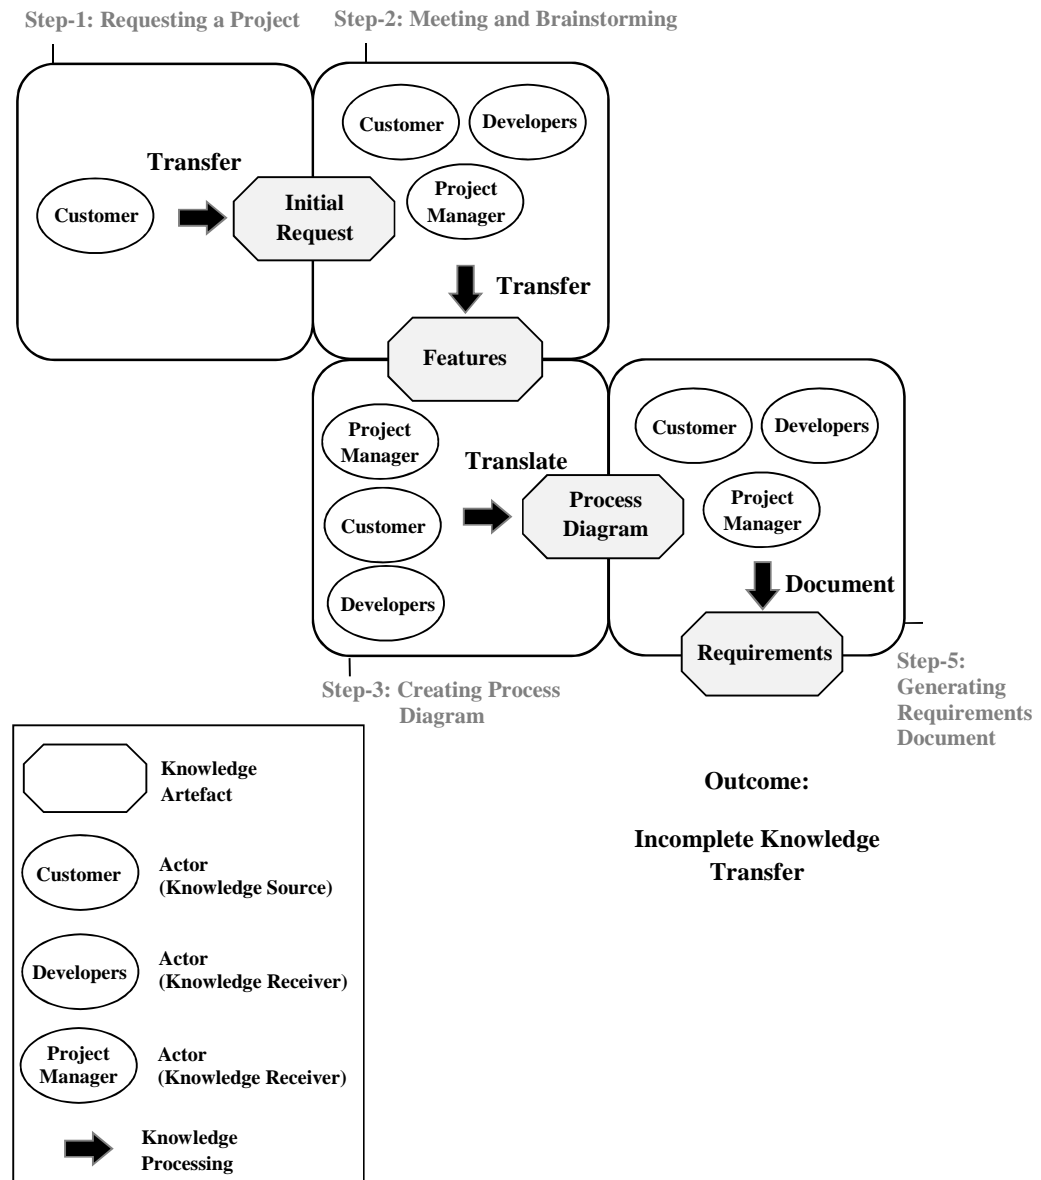 Step-1: Requesting a Project
Step-2: Meeting and Brainstorming
Customer
Transfer
Initial
Request
Customer
Developers
Project
Manager
Transfer
Features
Project
Manager
Customer
Developers
Translate
Process
Diagram
Customer
Developers
Project
Manager
Document
Requirements
Step-3: Creating Process
Diagram
Step-5:
Generating
Requirements
Document
Outcome:
Incomplete Knowledge
Transfer
Knowledge
Artefact
Customer
Actor
(Knowledge Source)
Developers
Actor
(Knowledge Receiver)
Project
Manager
Actor
(Knowledge Receiver)
Knowledge
Processing